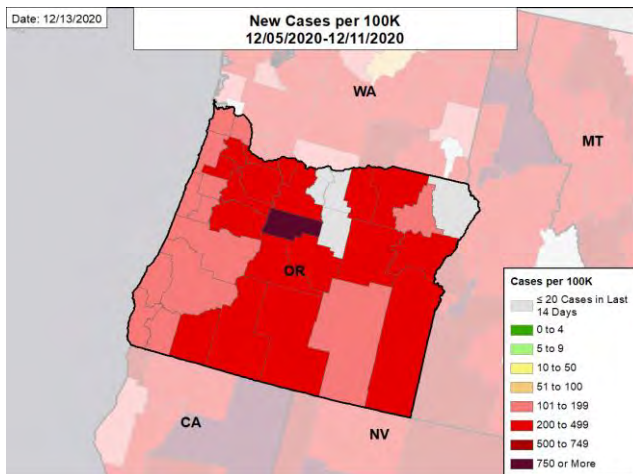 Date: 12/13/2020
New Cases per 100K
12/05/2020-12/11/2020
WA
MT
OR
CA
NV
Cases per 100K
≤ 20 Cases in Last
14 Days
0 to 4
5 to 9
10 to 50
51 to 100
101 to 199
200 to 499
500 to 749
750 or More